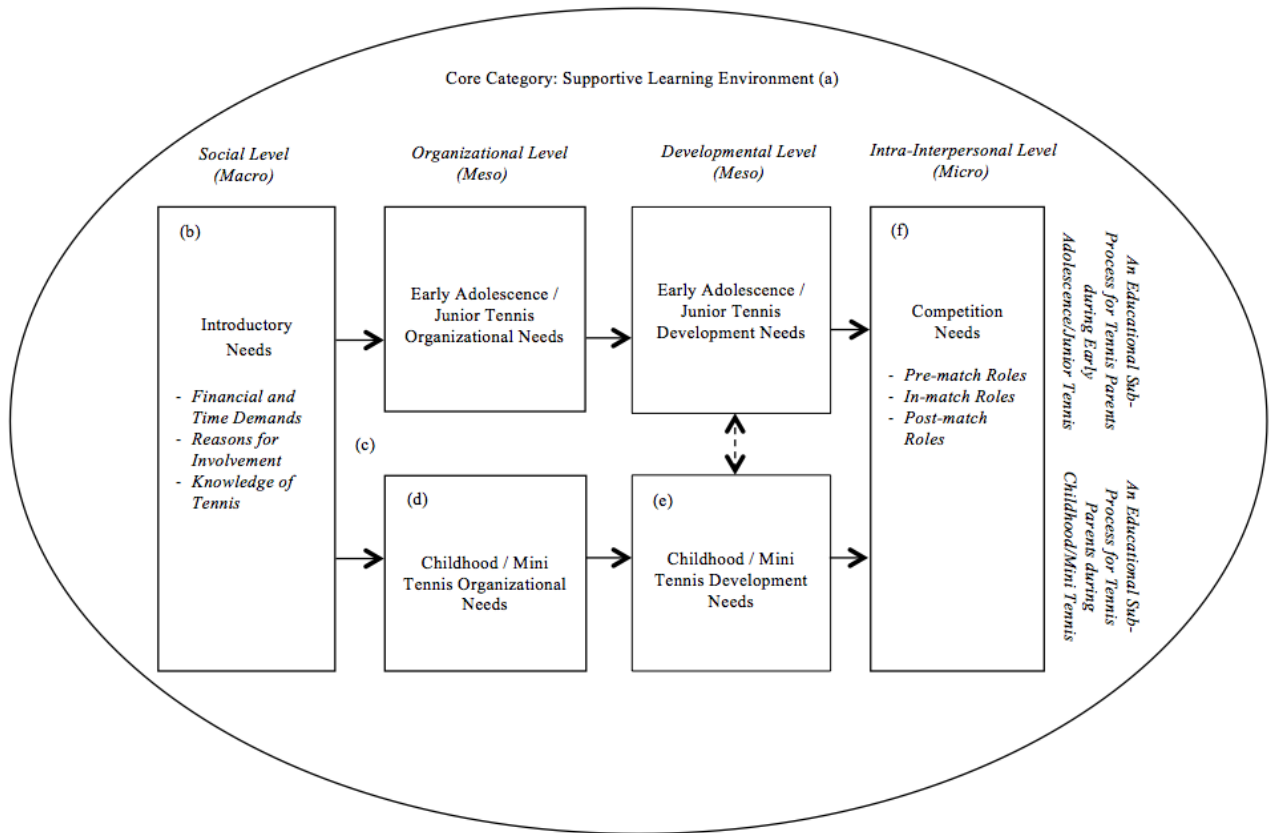 Core Category: Supportive Learning Environment (a)
Social Level
(Macro)
Organizational Level
(Meso)
Developmental Level
(Meso)
Intra-Interpersonal Level
(Micro)
(b)
Introductory
Needs
- Financial and
Time Demands
- Reasons for
Involvement
- Knowledge of
Tennis
Early Adolescence /
Junior Tennis
Organizational Needs
Early Adolescence /
Junior Tennis
Development Needs
(f)
Competition
Needs
- Pre-match Roles
- In-match Roles
- Post-match
Roles
An Educational Sub-
Process for Tennis Parents
during Early
Adolescence/Junior Tennis
(c)
(d)
Childhood / Mini
Tennis Organizational
Needs
(e)
Childhood / Mini
Tennis Development
Needs
An Educational Sub-
Process for Tennis
Parents during
Childhood/Mini Tennis